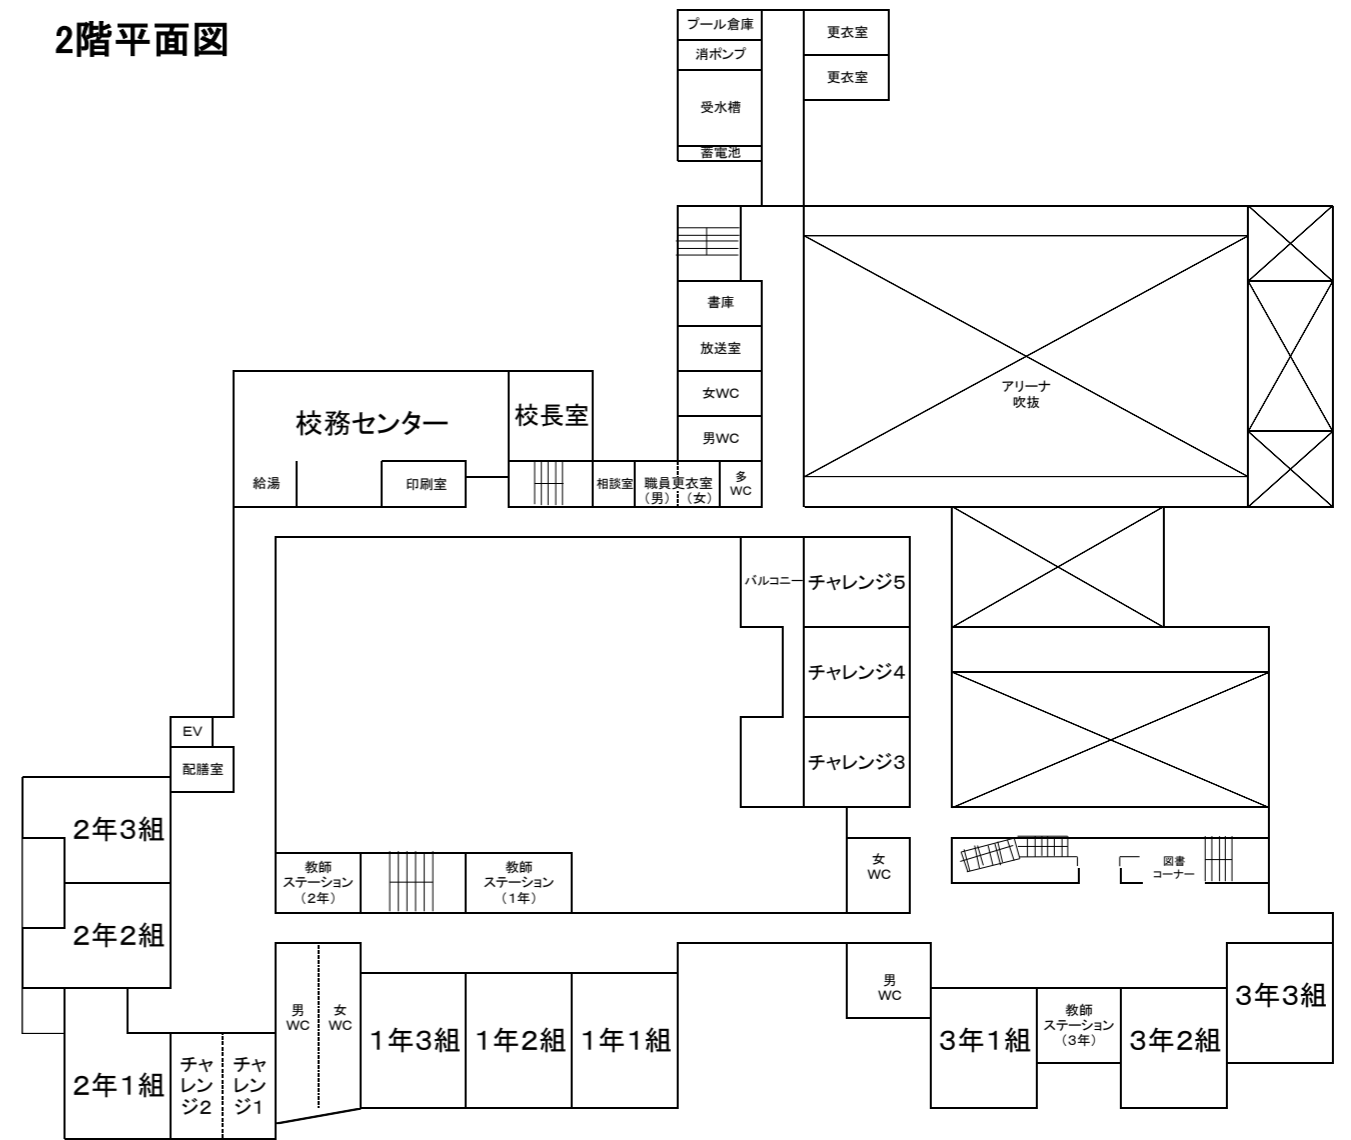 2階平面図
プール倉庫
更衣室
消ポンプ
更衣室
受水槽
蓄電池
書庫
放送室
女WC
男WC
アリーナ
吹抜
校務センター
校長室
給湯
印刷室
相談室
職員更衣室
（男）
（女）
多
WC
バルコニー
チャレンジ５
チャレンジ４
チャレンジ３
EV
配膳室
２年３組
２年２組
教師
ステーション
（２年）
教師
ステーション
（１年）
女
WC
図書
コーナー
２年１組
チャ
レン
ジ２
チャ
レン
ジ１
男
WC
女
WC
１年３組
１年２組
１年１組
男
WC
３年１組
教師
ステーション
（３年）
３年２組
３年３組